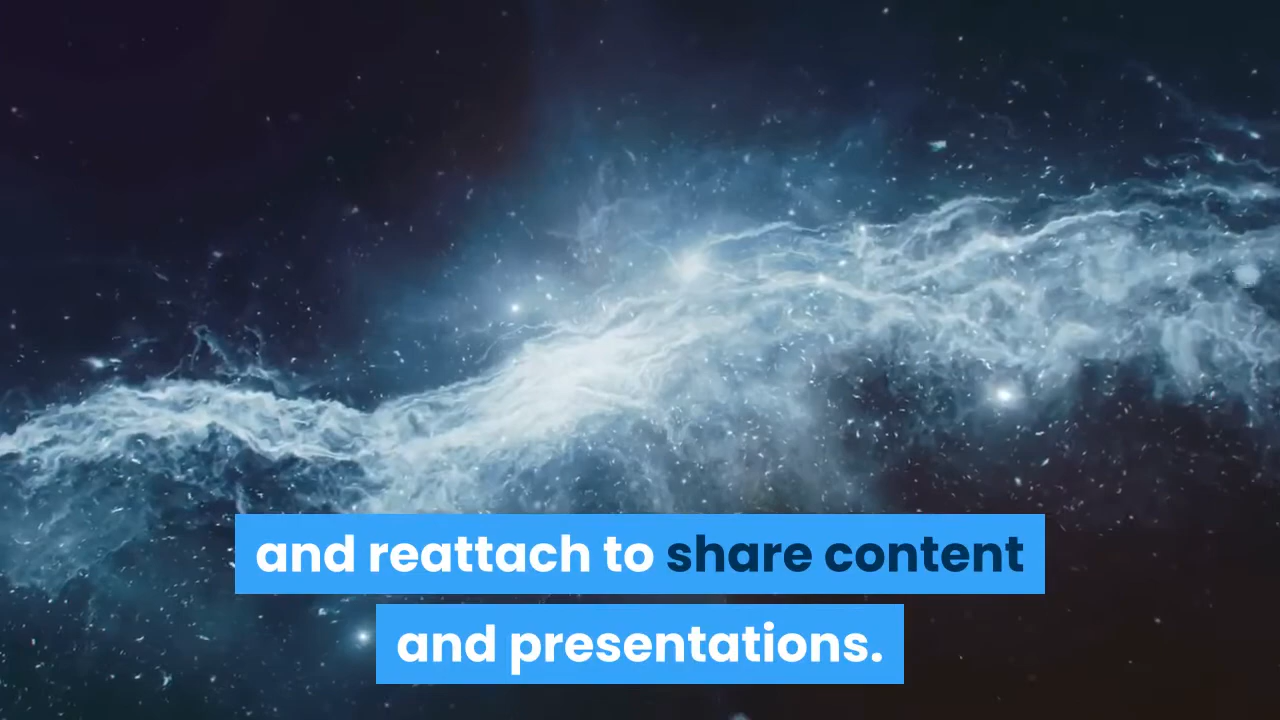 and reattach to share content
and presentations.